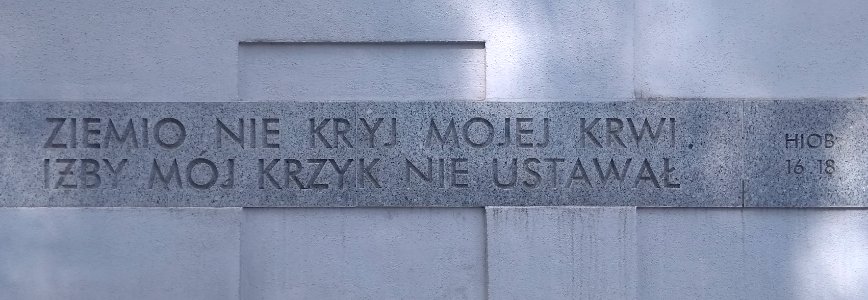 ZIEMIO NIE KRYJ MOJEJ KRWI.
IŻBY MÓJ KRZYK NIE USTAWAŁ
HIOB
16 18